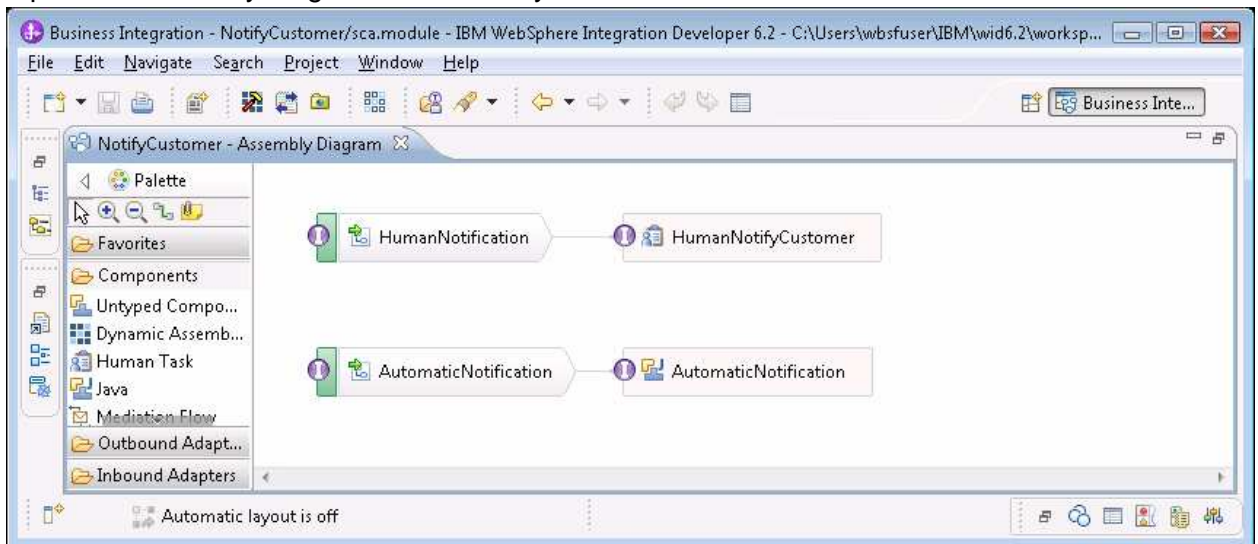 Business Integration - NotifyCustomer/sca.module - IBM WebSphere Integration Developer 6.2 - C:\Users\wbsfuser\IBM\wid6.2\worksp...
File Edit Navigate Search Project Window Help
Business Inte...
NotifyCustomer - Assembly Diagram
Palette
Favorites
Components
Untyped Compo...
Dynamic Assemb...
Human Task
Java
Mediation Flow
Outbound Adapt...
Inbound Adapters
HumanNotification HumanNotifyCustomer
AutomaticNotification AutomaticNotification
Automatic layout is off